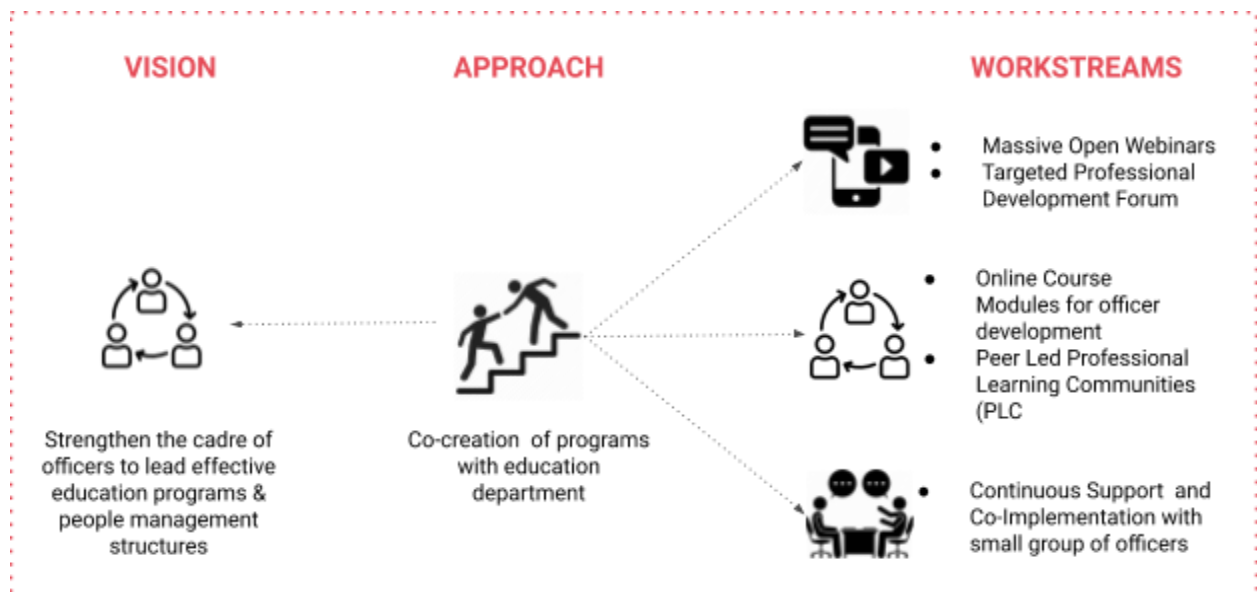 VISION
APPROACH
WORKSTREAMS
Strengthen the cadre of
officers to lead effective
education programs &
people management
structures
Co-creation of programs
with education
department
● Massive Open Webinars
● Targeted Professional
Development Forum
● Online Course
Modules for officer
development
● Peer Led Professional
Learning Communities
(PLC
● Continuous Support and
Co-Implementation with
small group of officers